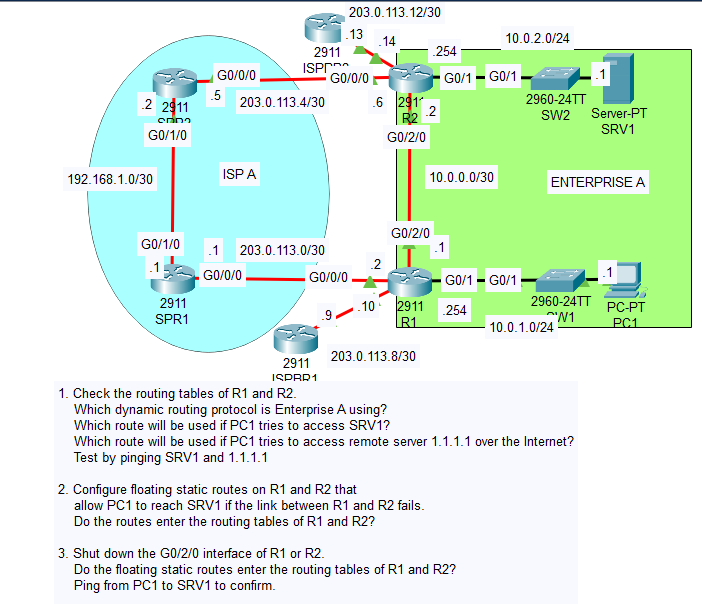 203.0.113.12/30
.13
.14
2911
.254
10.0.2.0/24
G0/0/0
G0/0/0
G0/1
G0/1
.1
.2
2911
.5
203.0.113.4/30
.6
2911
R2
.2
2960-24TT
SW2
Server-PT
SRV1
G0/1/0
G0/2/0
192.168.1.0/30
ISP A
10.0.0.0/30
ENTERPRISE A
G0/2/0
.1
G0/1/0
.1
203.0.113.0/30
.1
G0/0/0
G0/0/0
.2
G0/1
G0/1
.1
2911
SPR1
.9
.10
2911
R1
.254
2960-24TT
SW1
PC-PT
PC1
10.0.1.0/24
2911
ISPBR1
203.0.113.8/30
1. Check the routing tables of R1 and R2.
Which dynamic routing protocol is Enterprise A using?
Which route will be used if PC1 tries to access SRV1?
Which route will be used if PC1 tries to access remote server 1.1.1.1 over the Internet?
Test by pinging SRV1 and 1.1.1.1
2. Configure floating static routes on R1 and R2 that
allow PC1 to reach SRV1 if the link between R1 and R2 fails.
Do the routes enter the routing tables of R1 and R2?
3. Shut down the G0/2/0 interface of R1 or R2.
Do the floating static routes enter the routing tables of R1 and R2?
Ping from PC1 to SRV1 to confirm.